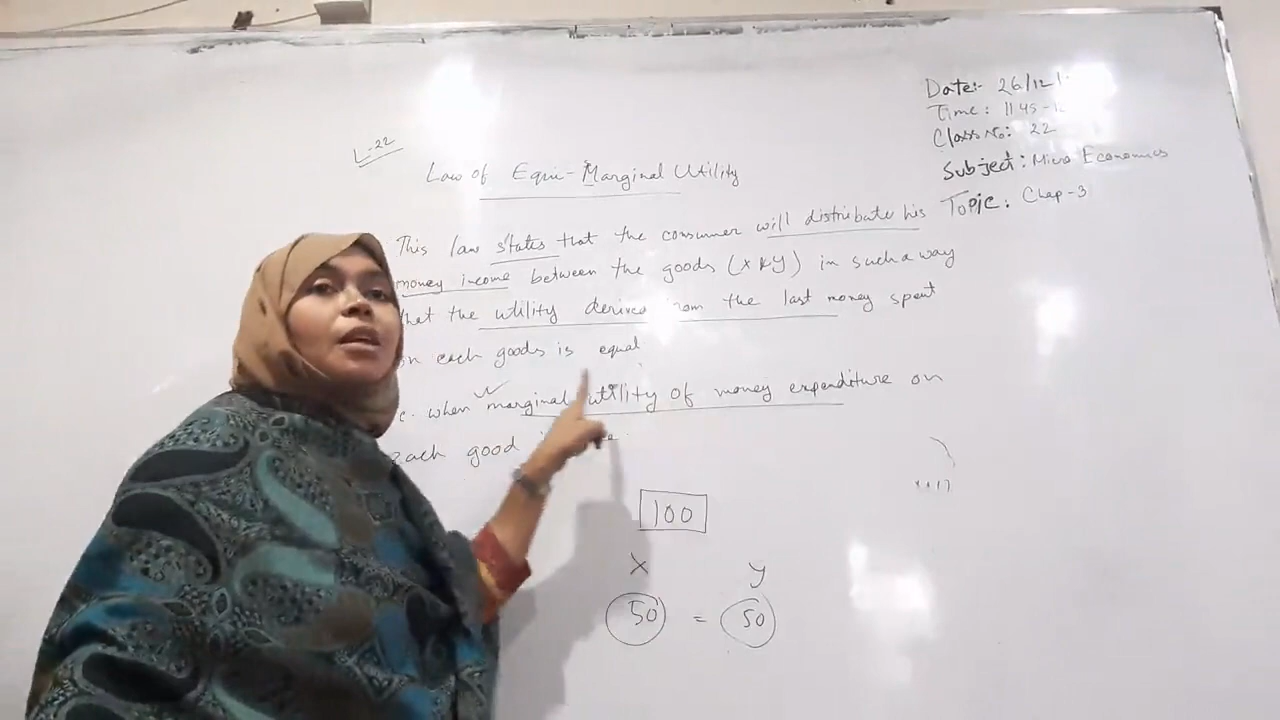 L-22
Law of Equi-Marginal Utility
This law states that the consumer will distribute his
money income between the goods (x & y) in such a way
that the utility derived from the last money spent
on each goods is equal
c. when marginal utility of money expenditure on
Each good
100
x y
50 = 50
Date:- 26/12
Time: 11 45 -
Class No: 22
Subject: Micro Economics
Topic: Chap-3